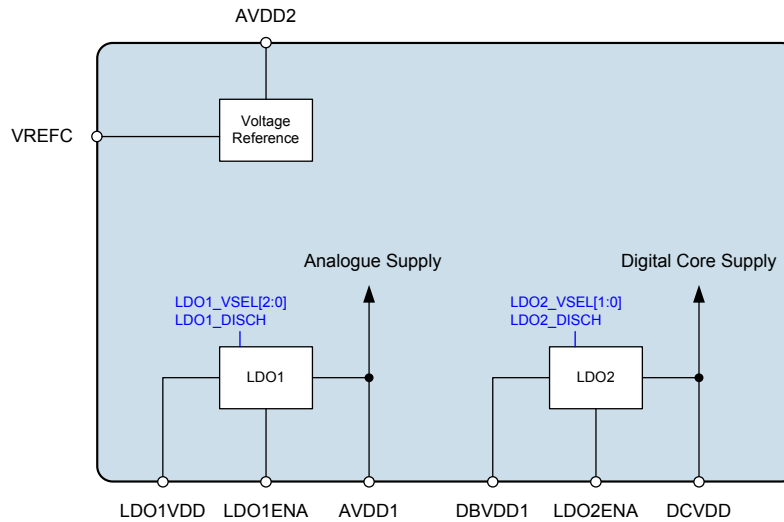 AVDD2
VREFC
Voltage
Reference
Analogue Supply
Digital Core Supply
LDO1_VSEL[2:0]
LDO1_DISCH
LDO2_VSEL[1:0]
LDO2_DISCH
LDO1
LDO2
LDO1VDD
LDO1ENA
AVDD1
DBVDD1
LDO2ENA
DCVDD